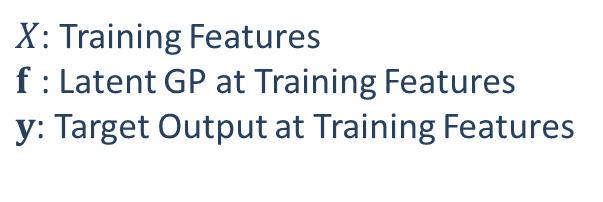 X: Training Features
f : Latent GP at Training Features
y: Target Output at Training Features